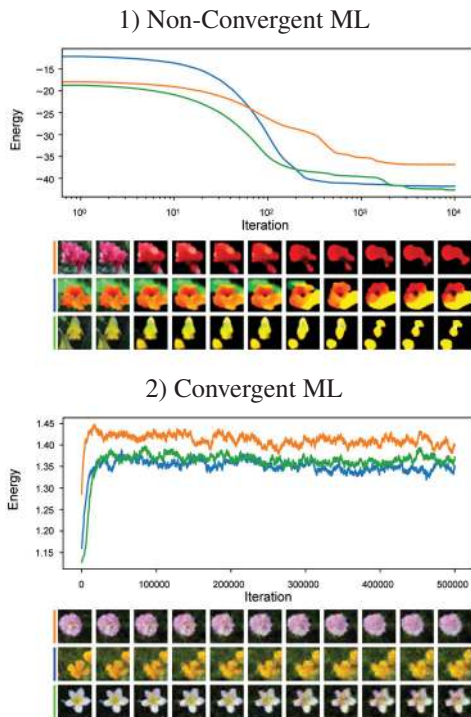 1) Non-Convergent ML
−15
−20
−25
−30
−35
−40
Energy
10⁰ 10¹ 10² 10³ 10⁴
Iteration
2) Convergent ML
1.45
1.40
1.35
1.30
1.25
1.20
1.15
Energy
0 100000 200000 300000 400000 500000
Iteration